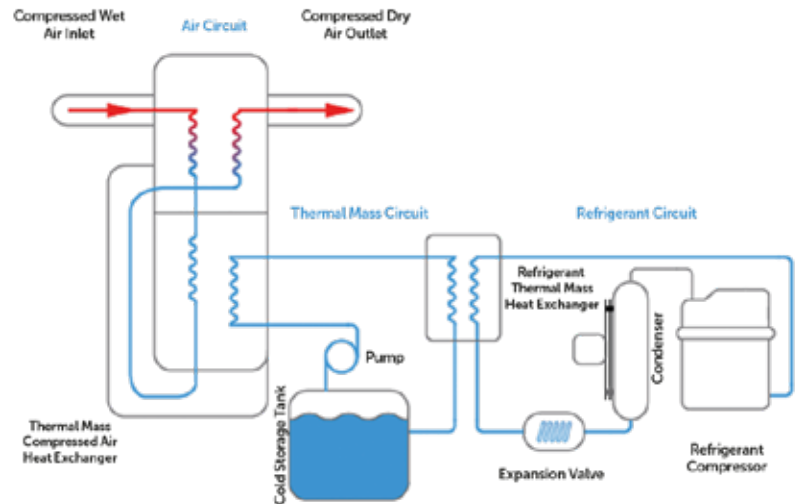 Compressed Wet
Air Inlet
Air Circuit
Compressed Dry
Air Outlet
Thermal Mass Circuit
Refrigerant Circuit
Refrigerant
Thermal Mass
Heat Exchanger
Condenser
Pump
Cold Storage Tank
Thermal Mass
Compressed Air
Heat Exchanger
Expansion Valve
Refrigerant
Compressor